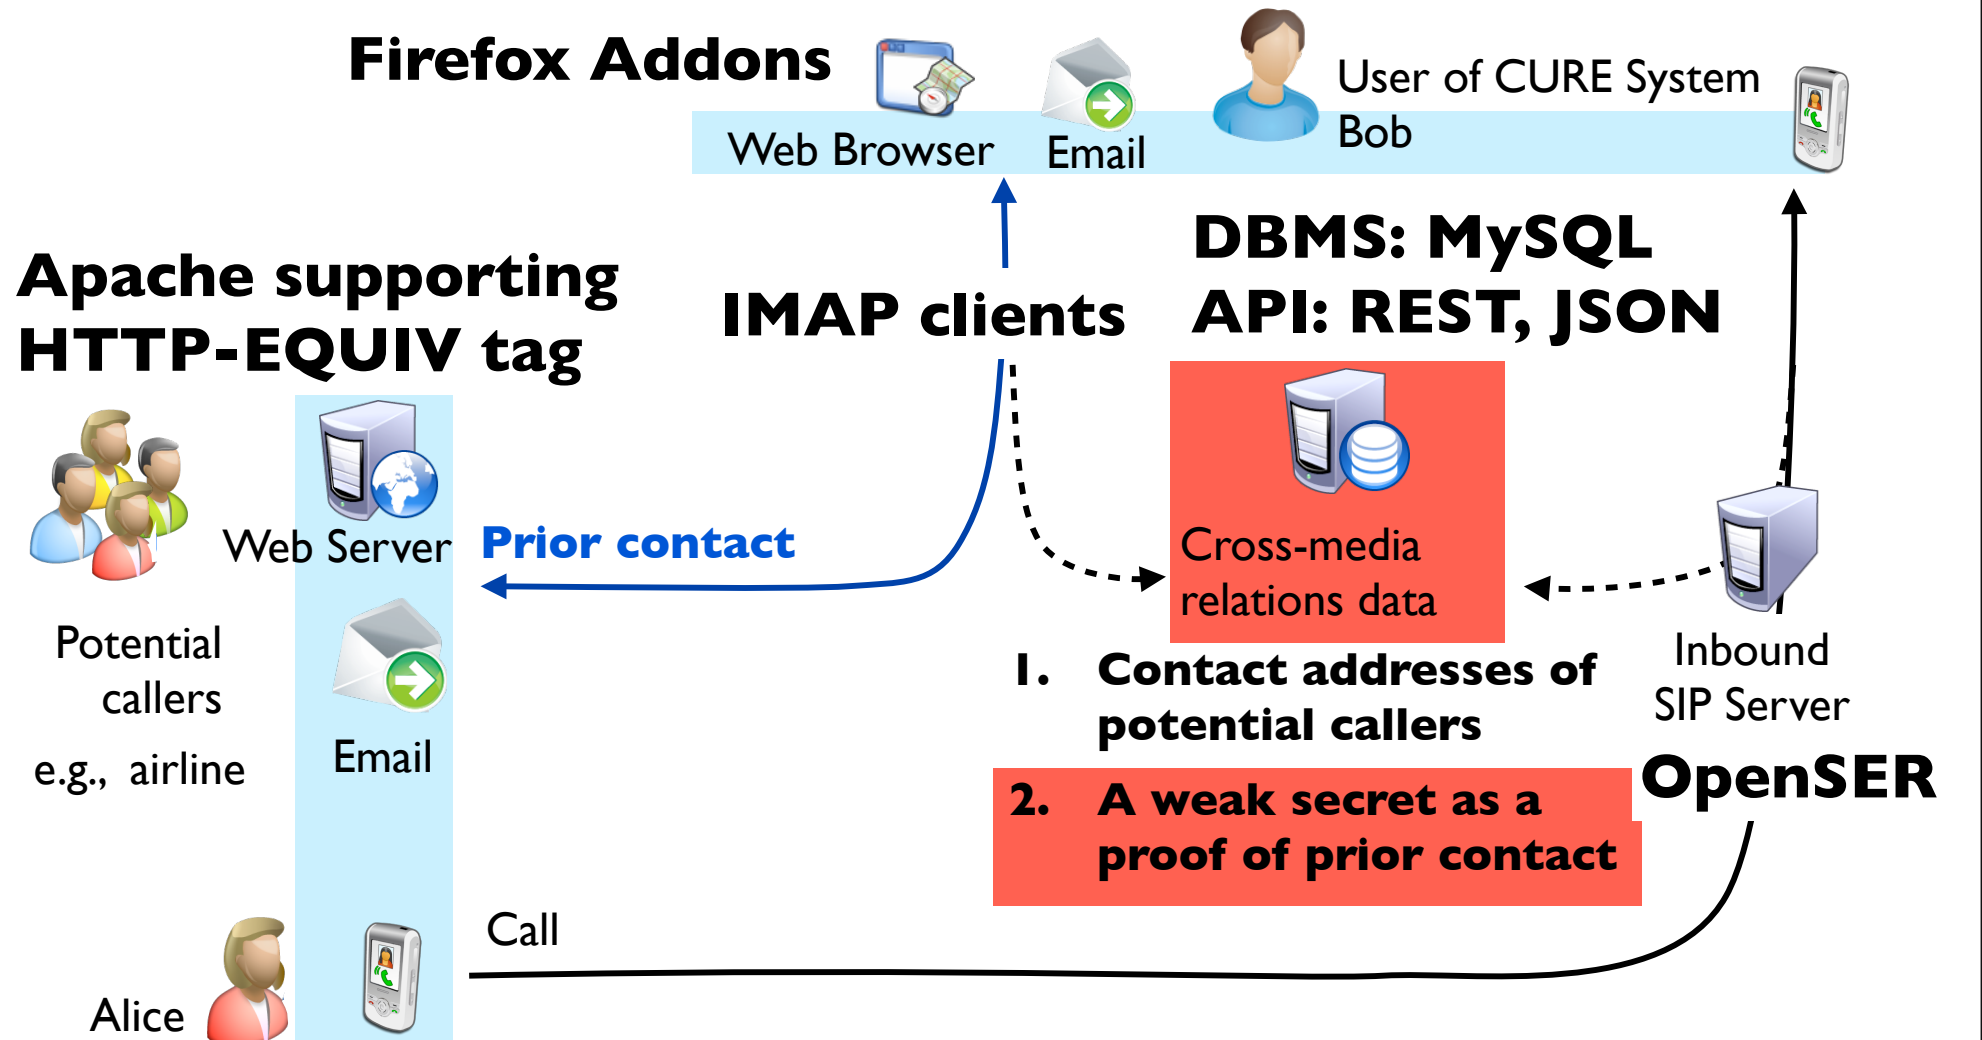 Firefox Addons
User of CURE System
Bob
Web Browser
Email
Apache supporting
HTTP-EQUIV tag
IMAP clients
DBMS: MySQL
API: REST, JSON
Web Server
Prior contact
Cross-media
relations data
Potential
callers
e.g., airline
Email
Inbound
SIP Server
1. Contact addresses of
potential callers
OpenSER
2. A weak secret as a
proof of prior contact
Call
Alice